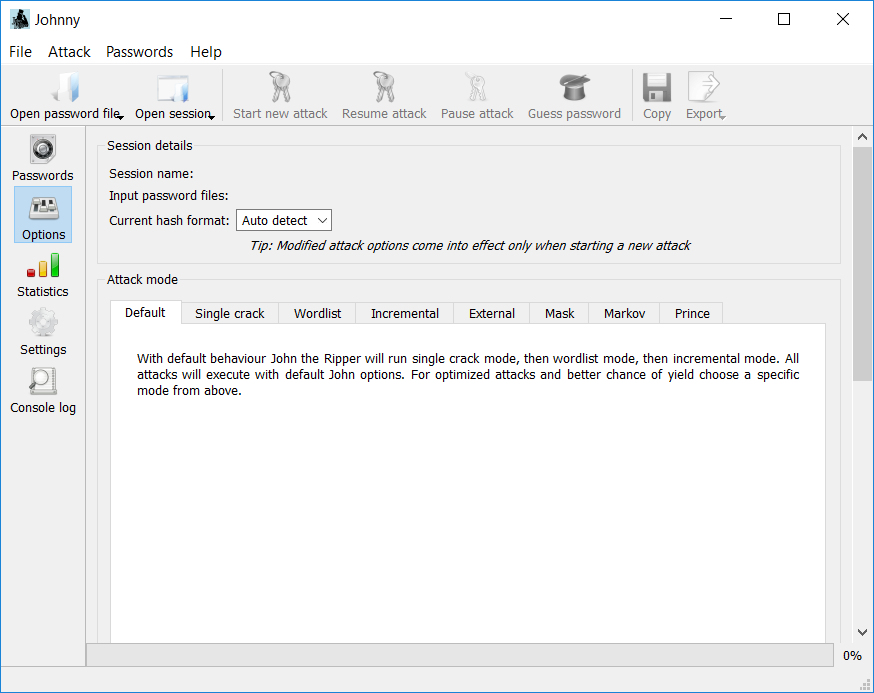 Johnny
File Attack Passwords Help
Open password file Open session Start new attack Resume attack Pause attack Guess password Copy Export
Passwords
Options
Statistics
Settings
Console log
Session details
Session name:
Input password files:
Current hash format: Auto detect
Tip: Modified attack options come into effect only when starting a new attack
Attack mode
Default Single crack Wordlist Incremental External Mask Markov Prince
With default behaviour John the Ripper will run single crack mode, then wordlist mode, then incremental mode. All
attacks will execute with default John options. For optimized attacks and better chance of yield choose a specific
mode from above.
0%